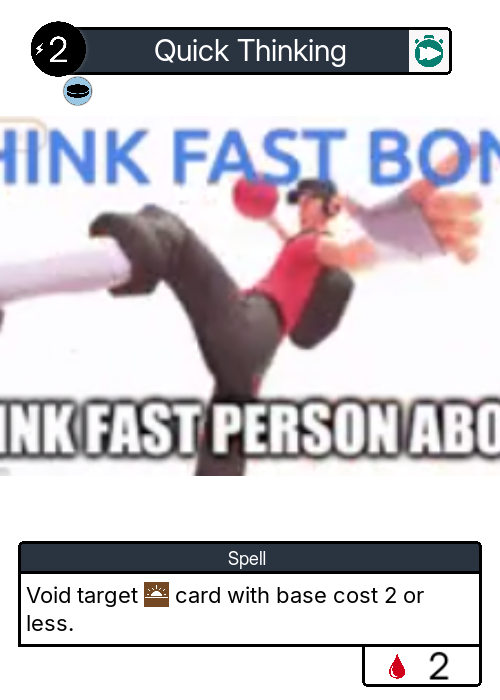 2
Quick Thinking
HINK FAST BON
INK FAST PERSON ABO
Spell
Void target card with base cost 2 or
less.
2